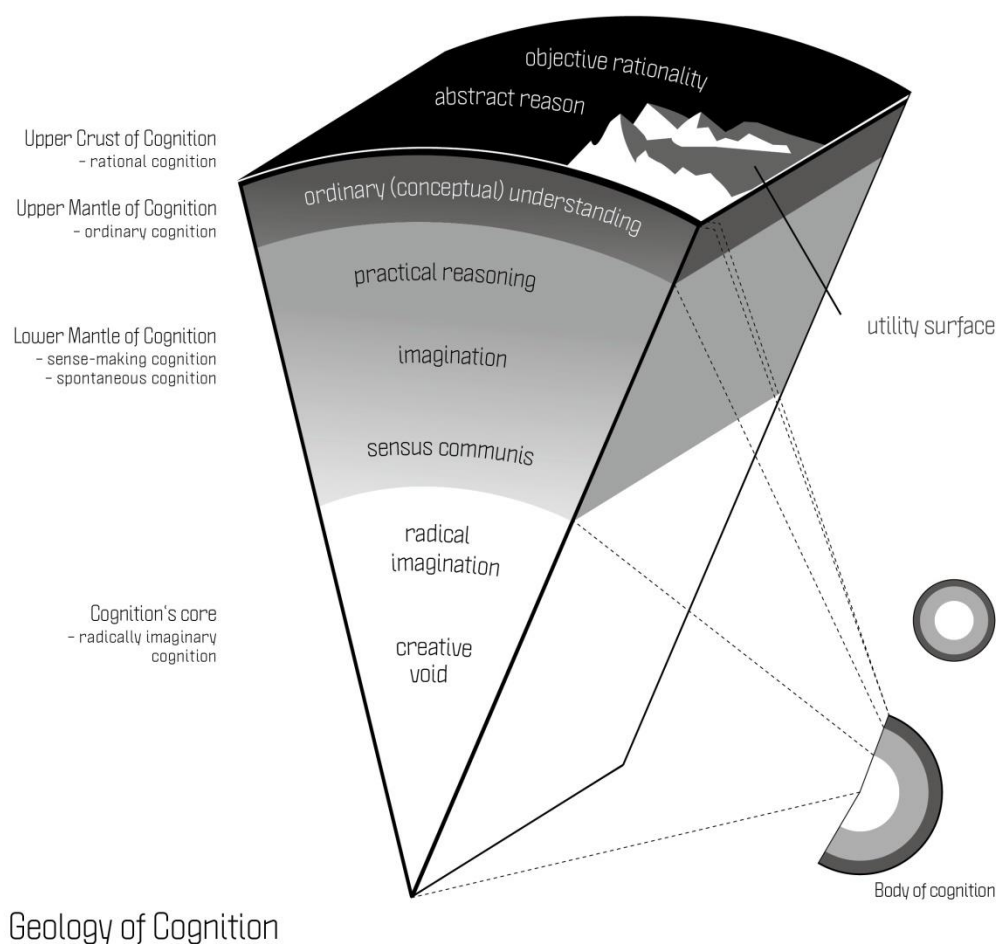 objective rationality
abstract reason
Upper Crust of Cognition
– rational cognition
Upper Mantle of Cognition
– ordinary cognition
ordinary (conceptual) understanding
practical reasoning
utility surface
Lower Mantle of Cognition
– sense-making cognition
– spontaneous cognition
imagination
sensus communis
radical
imagination
Cognition's core
– radically imaginary
cognition
creative
void
Body of cognition
Geology of Cognition